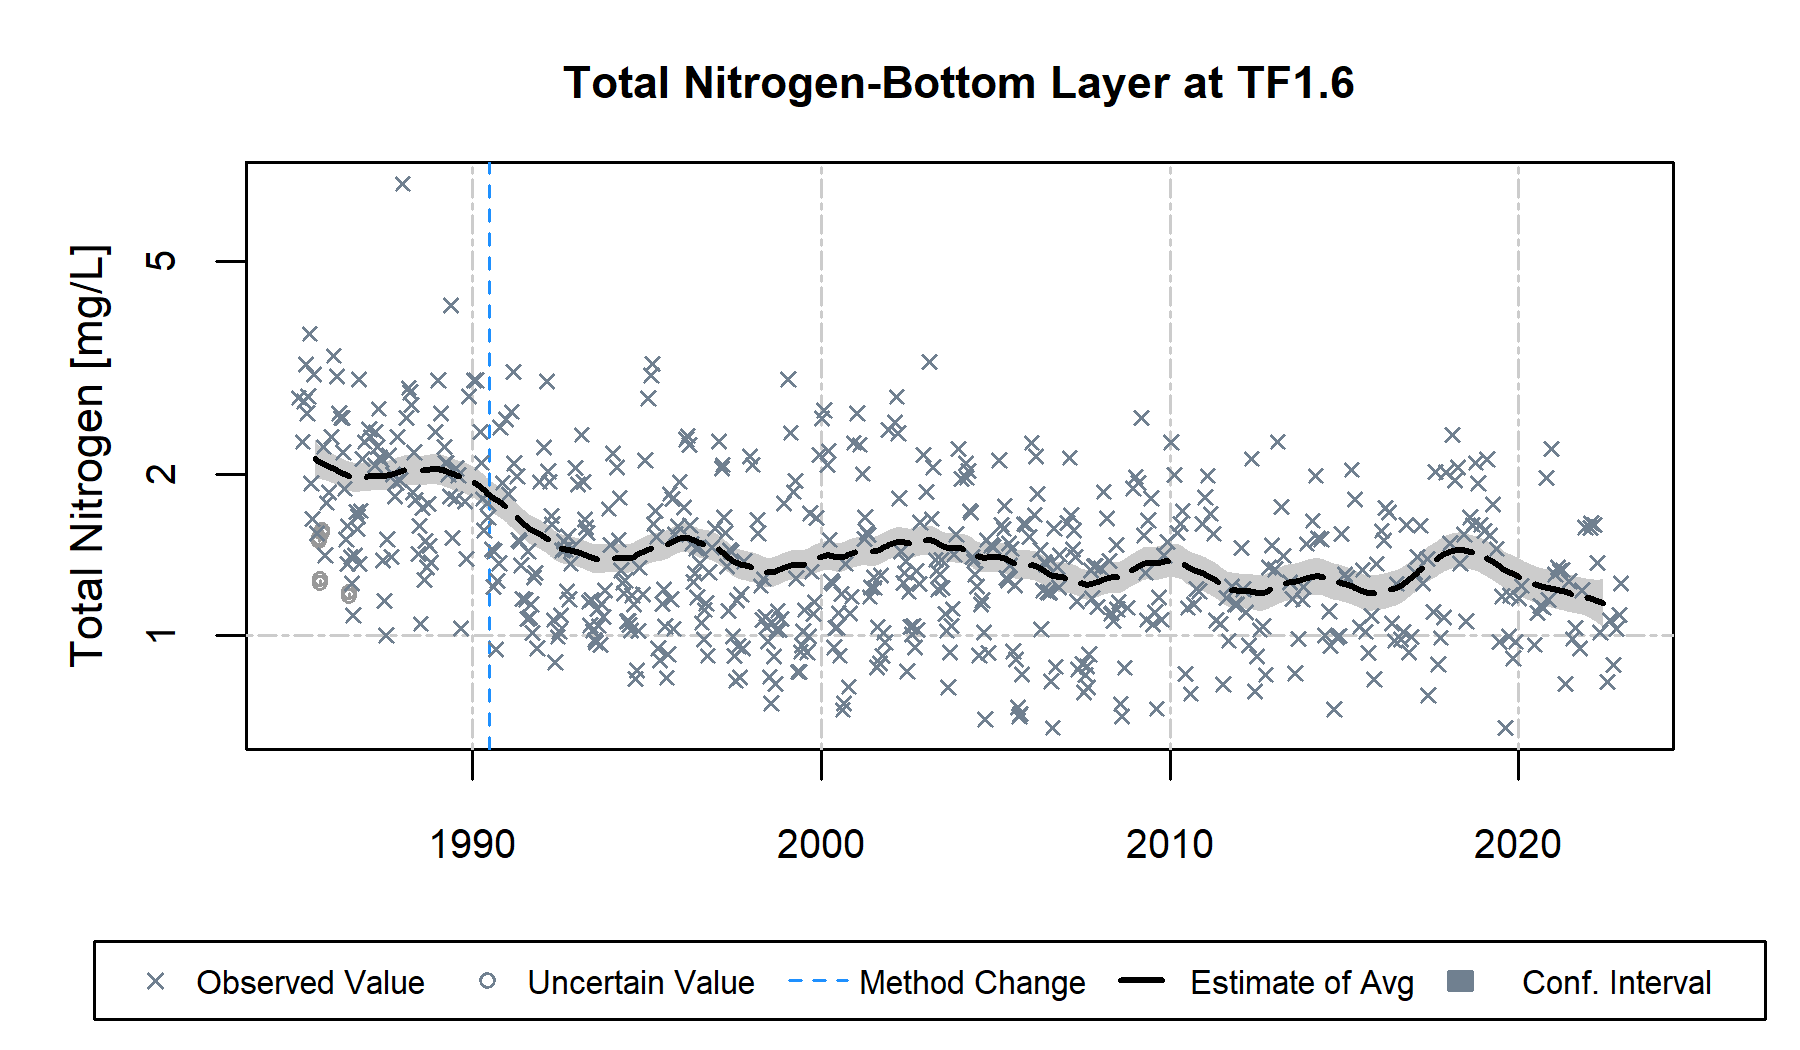 Total Nitrogen-Bottom Layer at TF1.6
Total Nitrogen [mg/L]
5
2
1
1990 2000 2010 2020
Observed Value Uncertain Value Method Change Estimate of Avg Conf. Interval